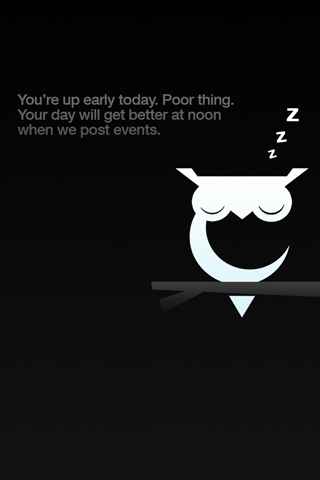 You’re up early today. Poor thing.
Your day will get better at noon
when we post events.
z
z
z